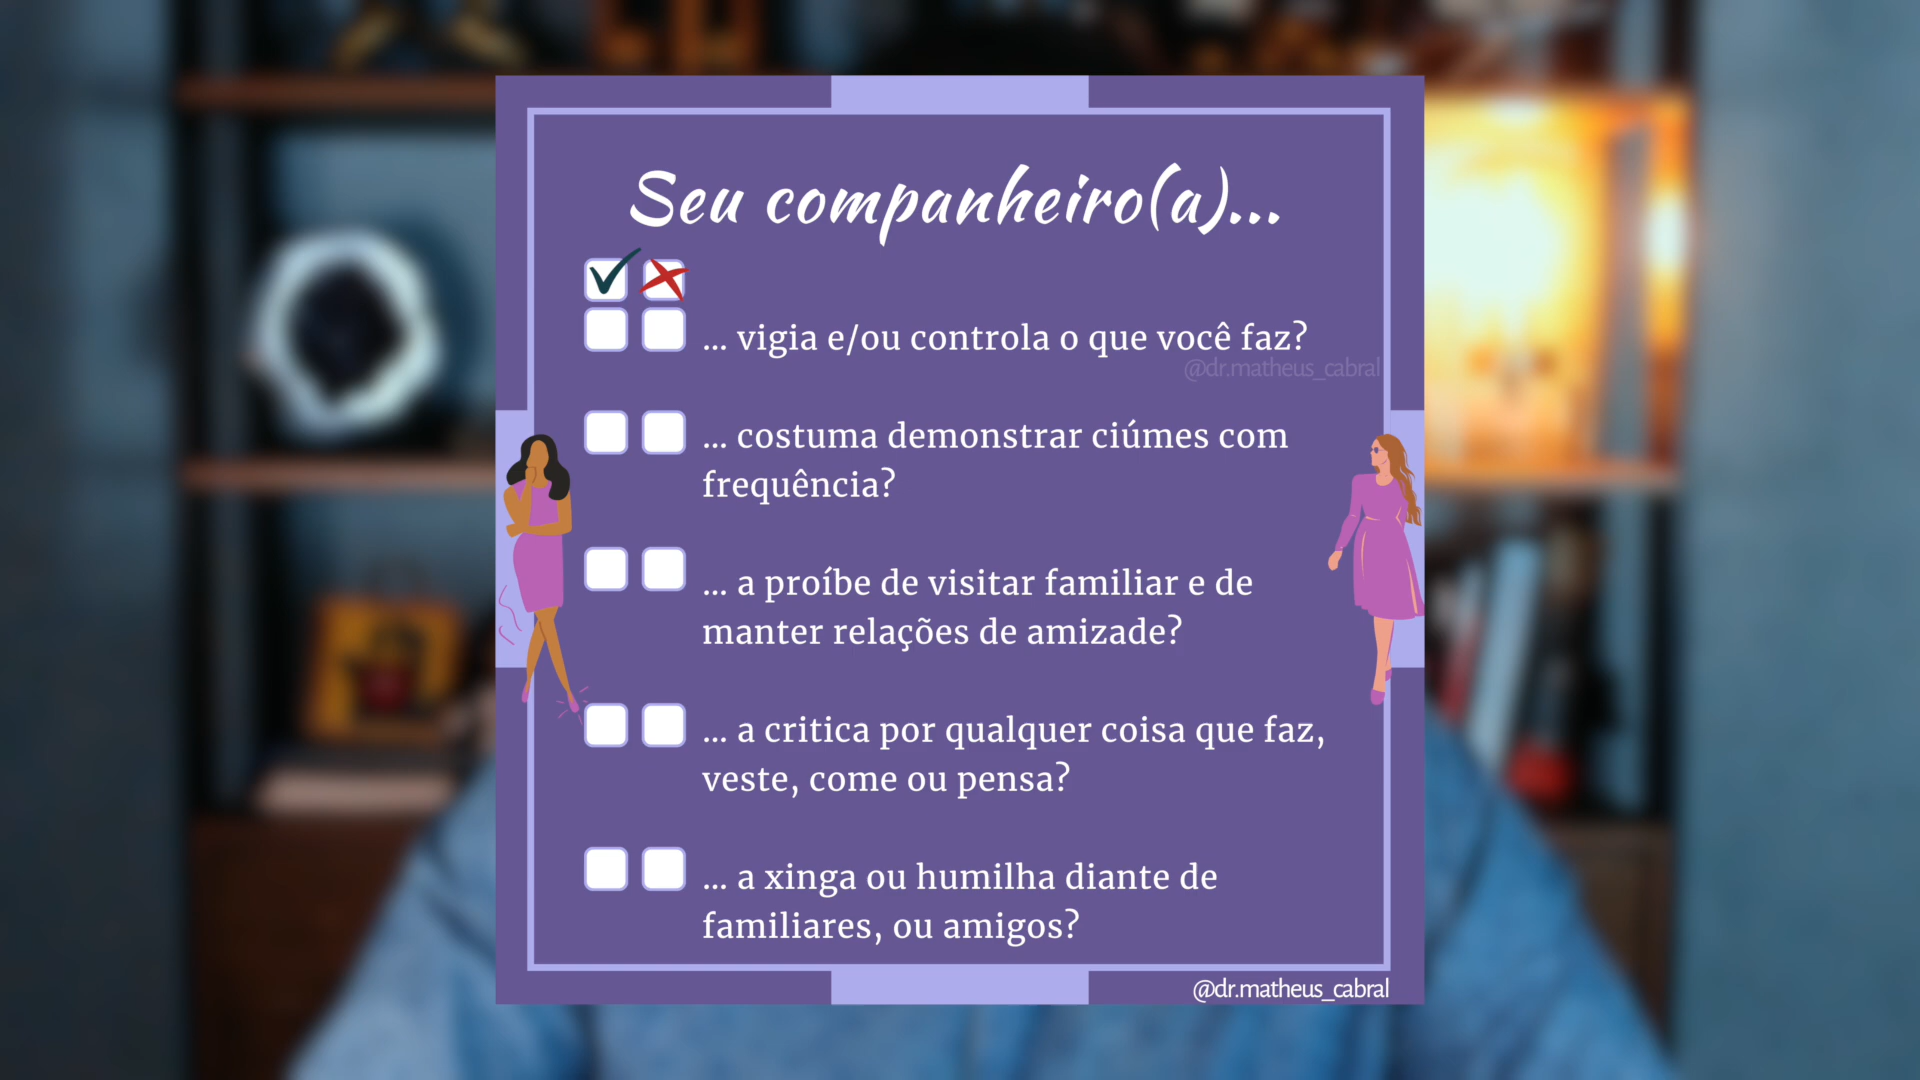 Seu companheiro(a)...
... vigia e/ou controla o que você faz?
@dr.matheus_cabral
... costuma demonstrar ciúmes com
frequência?
... a proíbe de visitar familiar e de
manter relações de amizade?
... a critica por qualquer coisa que faz,
veste, come ou pensa?
... a xinga ou humilha diante de
familiares, ou amigos?
@dr.matheus_cabral